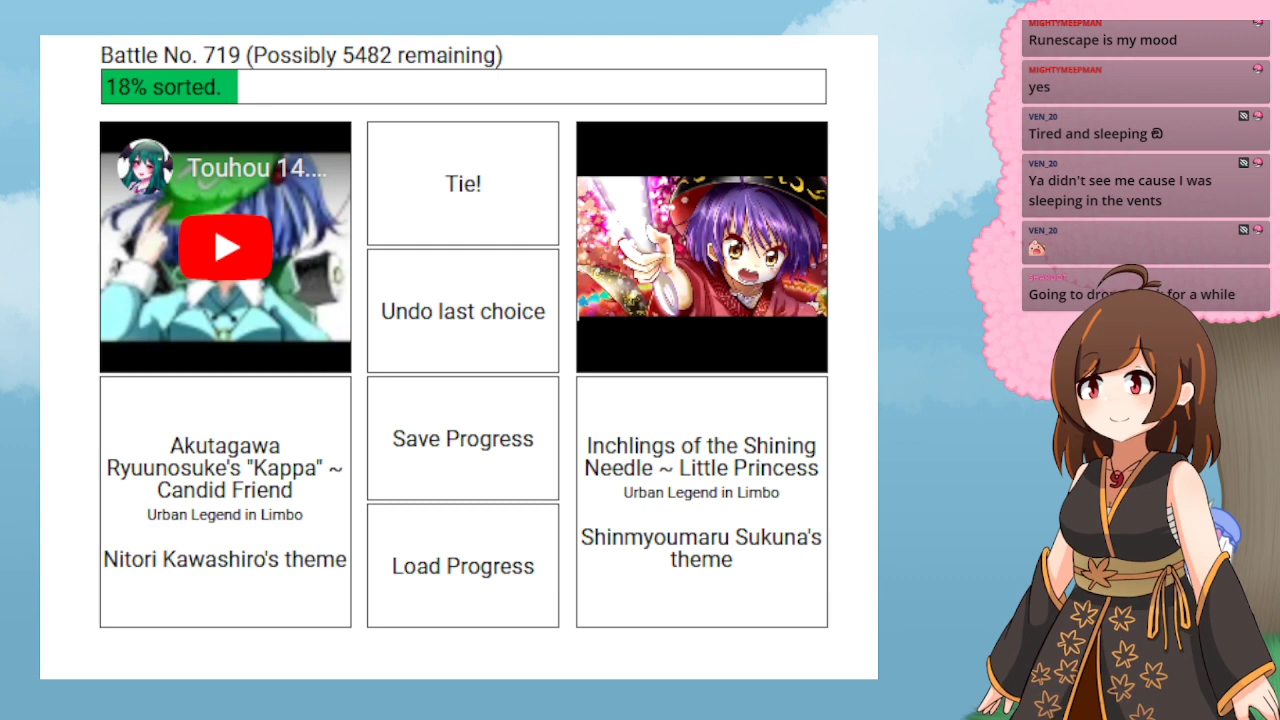 Battle No. 719 (Possibly 5482 remaining)
18% sorted.
Touhou 14....
Tie!
Undo last choice
Save Progress
Load Progress
Akutagawa
Ryuunosuke's "Kappa" ~
Candid Friend
Urban Legend in Limbo
Nitori Kawashiro's theme
Inchlings of the Shining
Needle ~ Little Princess
Urban Legend in Limbo
Shinmyoumaru Sukuna's
theme
MIGHTYMEEPMAN
Runescape is my mood
MIGHTYMEEPMAN
yes
VEN_20
Tired and sleeping
VEN_20
Ya didn't see me cause I was
sleeping in the vents
VEN_20
Going to for a while
9